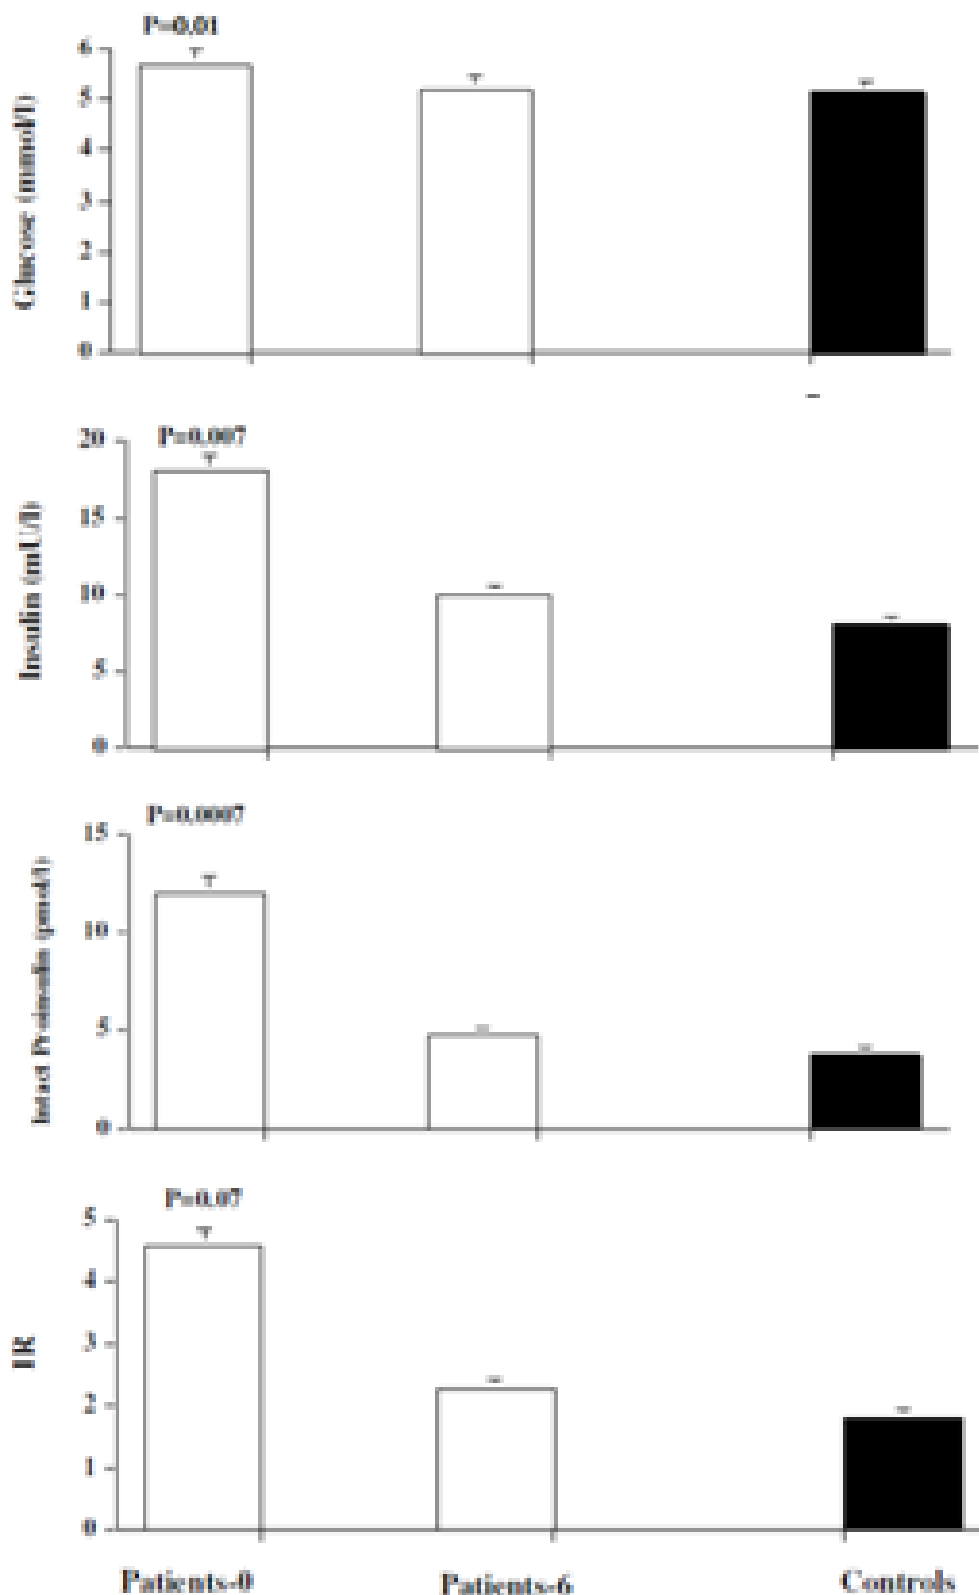 P=0.01
Glucose (mmol/l)
6
5
4
3
2
1
0
P=0.007
Insulin (mU/l)
20
15
10
5
0
P=0.0007
Intact Proinsulin (pmol/l)
15
10
5
0
P=0.07
IR
5
4
3
2
1
0
Patients-0 Patients-6 Controls